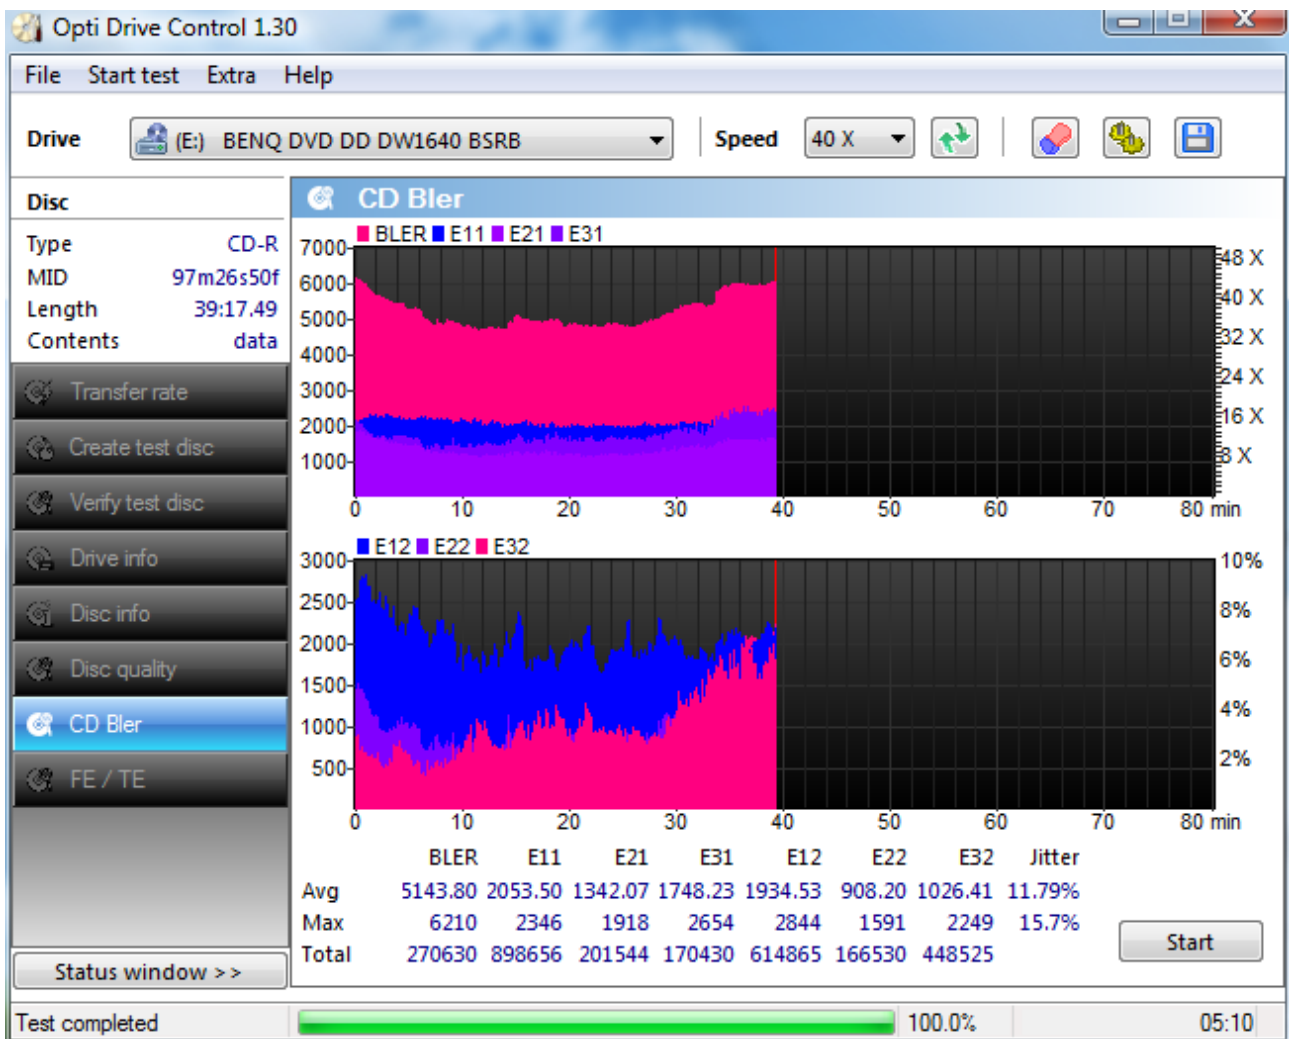 Opti Drive Control 1.30
File Start test Extra Help
Drive (E:) BENQ DVD DD DW1640 BSRB Speed 40 X
Disc
Type CD-R
MID 97m26s50f
Length 39:17.49
Contents data
Transfer rate
Create test disc
Verify test disc
Drive info
Disc info
Disc quality
CD Bler
FE / TE
Status window >>
CD Bler
BLER E11 E21 E31
7000
6000
5000
4000
3000
2000
1000
48 X
40 X
32 X
24 X
16 X
8 X
0 10 20 30 40 50 60 70 80 min
E12 E22 E32
3000
2500
2000
1500
1000
500
10%
8%
6%
4%
2%
0 10 20 30 40 50 60 70 80 min
BLER E11 E21 E31 E12 E22 E32 Jitter
Avg 5143.80 2053.50 1342.07 1748.23 1934.53 908.20 1026.41 11.79%
Max 6210 2346 1918 2654 2844 1591 2249 15.7%
Total 270630 898656 201544 170430 614865 166530 448525
Start
Test completed 100.0% 05:10